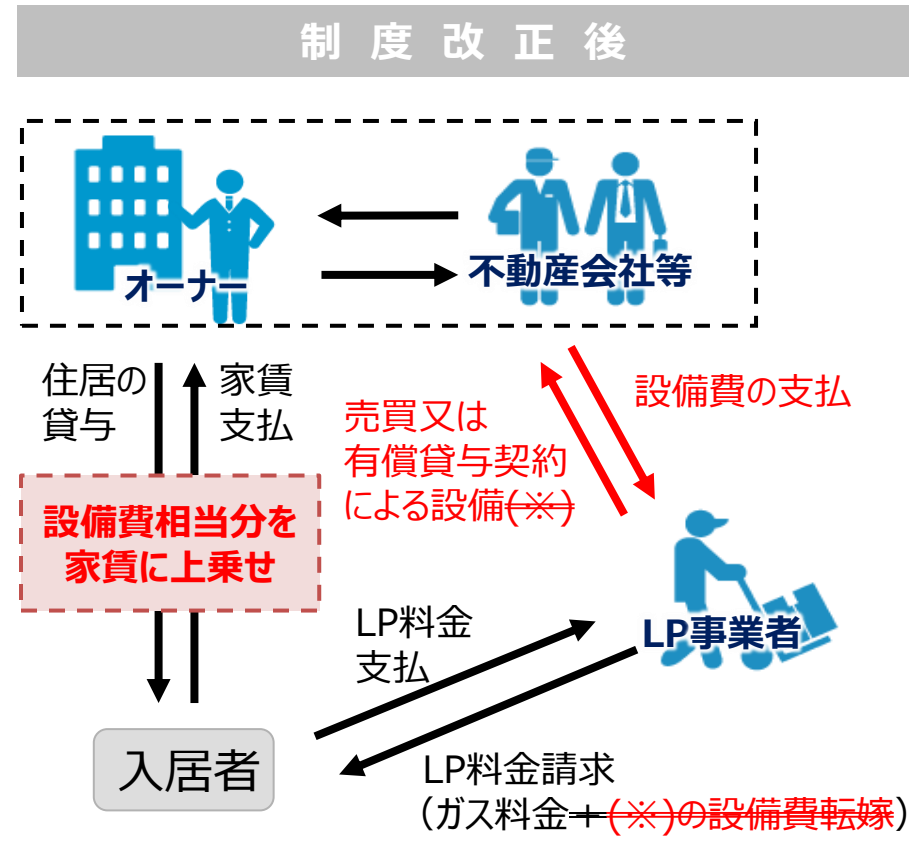 制度改正後
オーナー
不動産会社等
住居の
貸与
家賃
支払
売買又は
有償貸与契約
による設備(※)
設備費の支払
設備費相当分を
家賃に上乗せ
LP料金
支払
LP事業者
入居者
LP料金請求
(ガス料金+(※)の設備費転嫁)